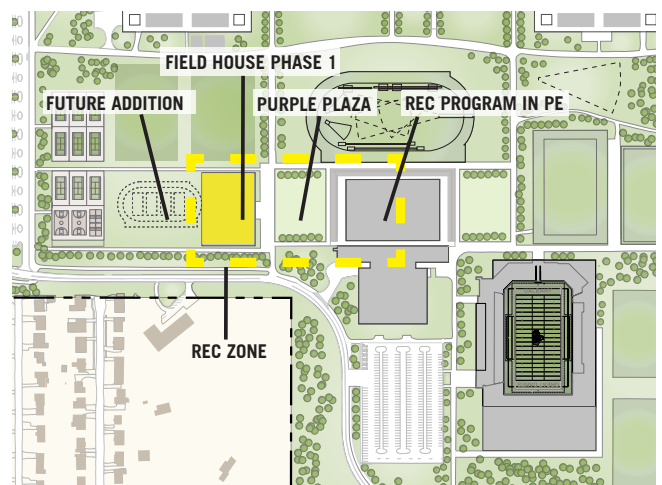 FIELD HOUSE PHASE 1
FUTURE ADDITION
PURPLE PLAZA
REC PROGRAM IN PE
REC ZONE